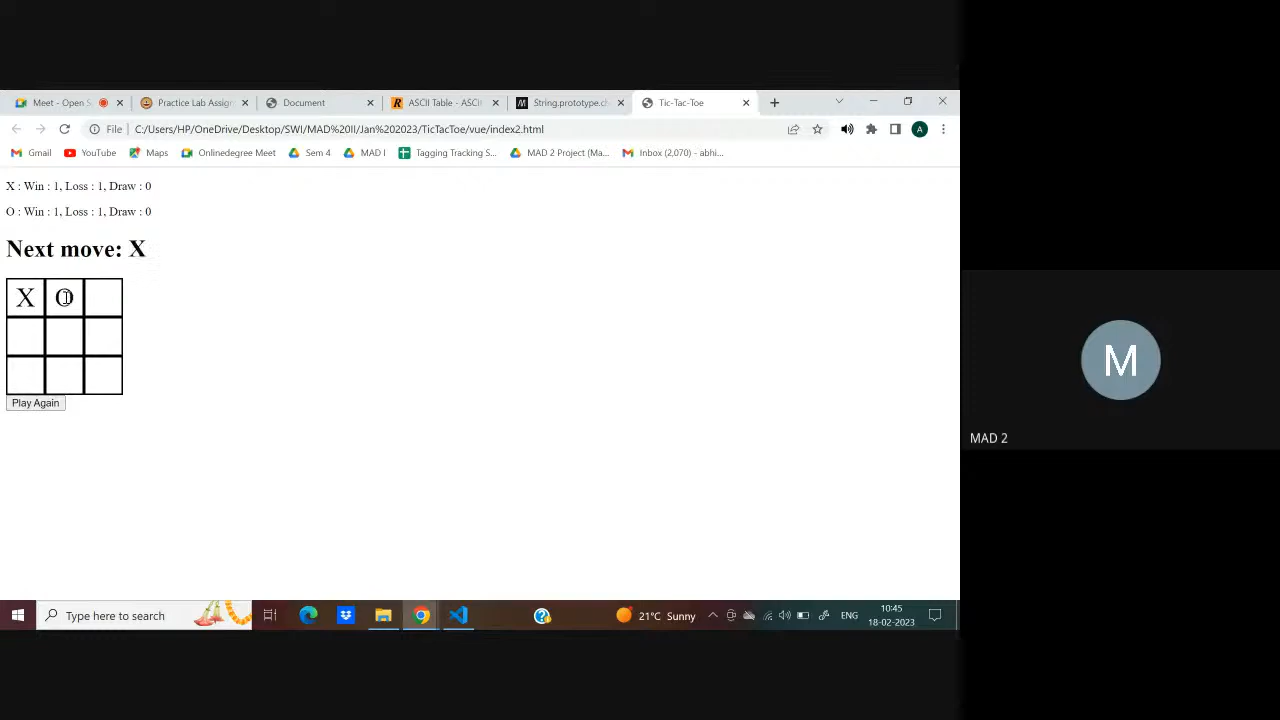 Meet - Open S
Practice Lab Assign
Document
ASCII Table - ASCI
String.prototype.ch
Tic-Tac-Toe
File
C:/Users/HP/OneDrive/Desktop/SWI/MAD%20II/Jan%202023/TicTacToe/vue/index2.html
A
Gmail
YouTube
Maps
Onlinedegree Meet
Sem 4
MAD I
Tagging Tracking S...
MAD 2 Project (Ma...
Inbox (2,070) - abhi...
X : Win : 1, Loss : 1, Draw : 0
O : Win : 1, Loss : 1, Draw : 0
Next move: X
X O
Play Again
M
MAD 2
Type here to search
21°C Sunny
ENG
10:45
18-02-2023